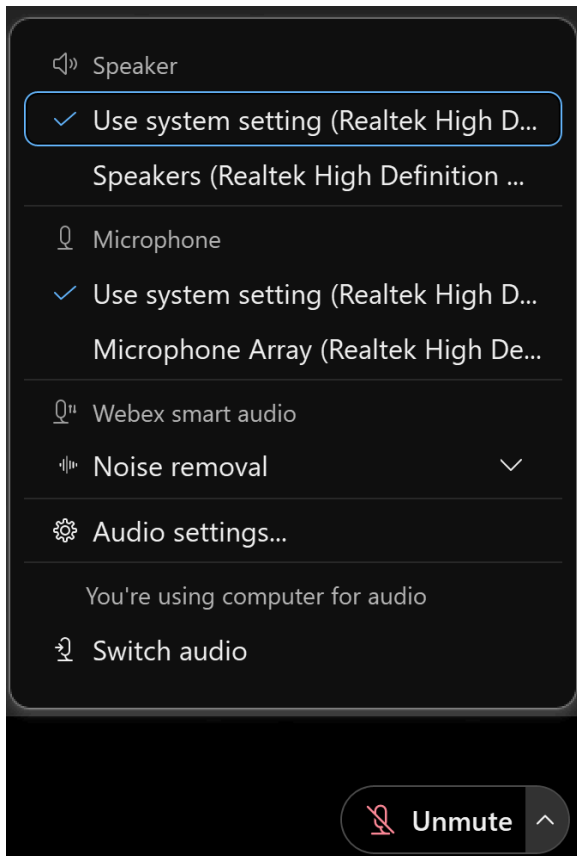 Speaker
Use system setting (Realtek High D...
Speakers (Realtek High Definition ...
Microphone
Use system setting (Realtek High D...
Microphone Array (Realtek High De...
Webex smart audio
Noise removal
Audio settings...
You're using computer for audio
Switch audio
Unmute